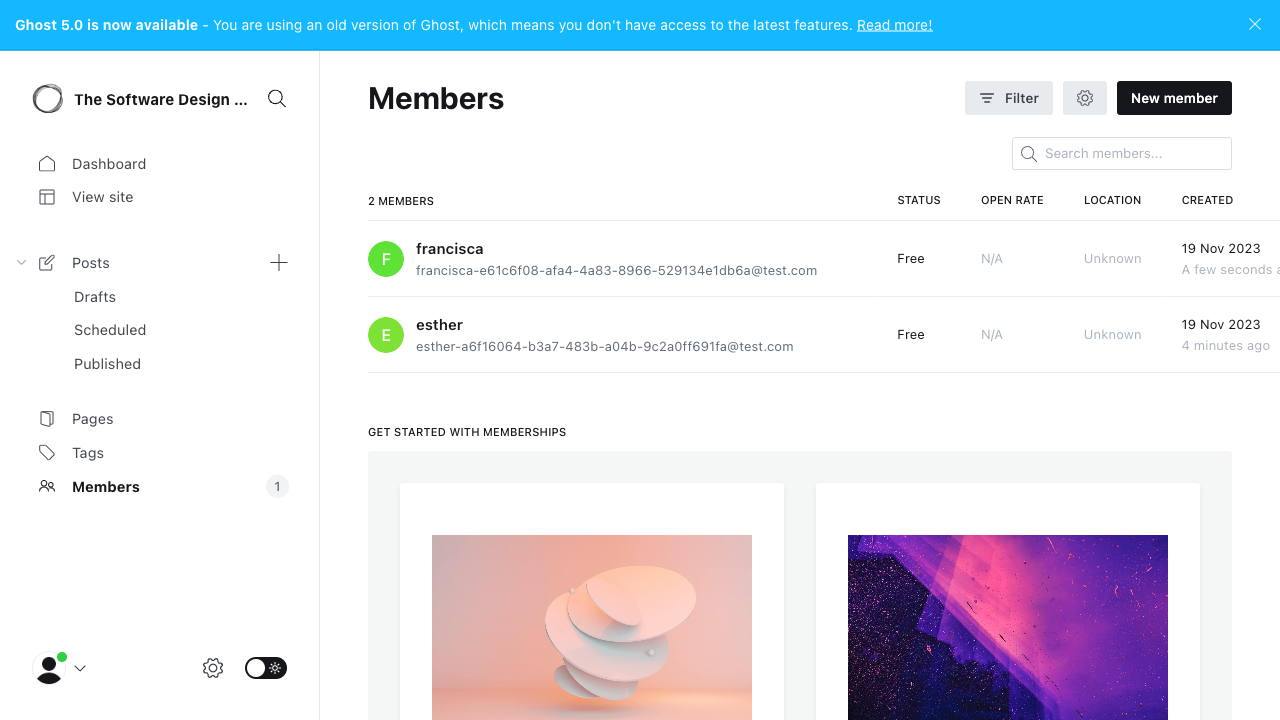 Ghost 5.0 is now available - You are using an old version of Ghost, which means you don't have access to the latest features. Read more!
The Software Design ...
Dashboard
View site
Posts
Drafts
Scheduled
Published
Pages
Tags
Members
1
Members
Filter
New member
Search members...
2 MEMBERS
STATUS
OPEN RATE
LOCATION
CREATED
F
francisca
francisca-e61c6f08-afa4-4a83-8966-529134e1db6a@test.com
Free
N/A
Unknown
19 Nov 2023
A few seconds a
E
esther
esther-a6f16064-b3a7-483b-a04b-9c2a0ff691fa@test.com
Free
N/A
Unknown
19 Nov 2023
4 minutes ago
GET STARTED WITH MEMBERSHIPS